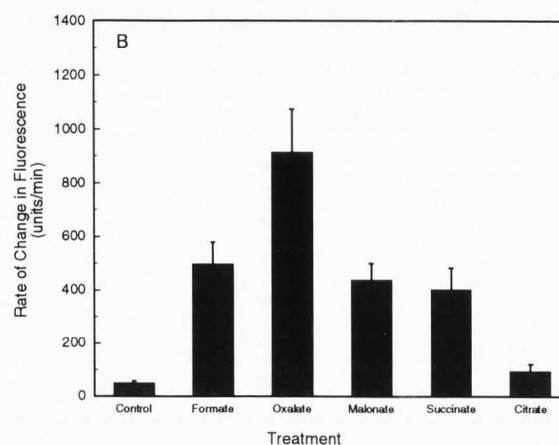 B
Rate of Change in Fluorescence
(units/min)
1400
1200
1000
800
600
400
200
0
Control Formate Oxalate Malonate Succinate Citrate
Treatment